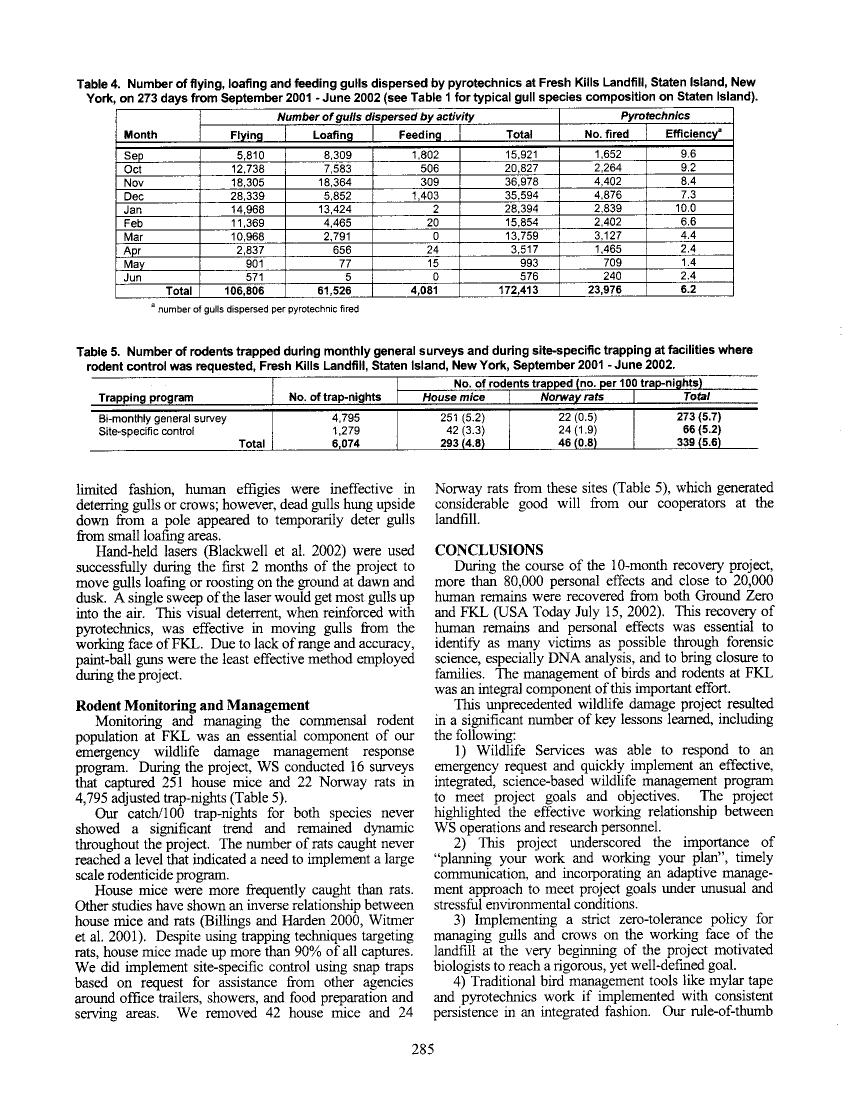 Table 4. Number of flying, loafing and feeding gulls dispersed by pyrotechnics at Fresh Kills Landfill, Staten Island, New
York, on 273 days from September 2001 - June 2002 (see Table 1 for typical gull species composition on Staten Island).
Number of gulls dispersed by activity Pyrotechnics
Month Flying Loafing Feeding Total No. fired Efficiencyᵃ
Sep 5,810 8,309 1,802 15,921 1,652 9.6
Oct 12,738 7,583 506 20,827 2,264 9.2
Nov 18,305 18,364 309 36,978 4,402 8.4
Dec 28,339 5,852 1,403 35,594 4,876 7.3
Jan 14,968 13,424 2 28,394 2,839 10.0
Feb 11,369 4,465 20 15,854 2,402 6.6
Mar 10,968 2,791 0 13,759 3,127 4.4
Apr 2,837 656 24 3,517 1,465 2.4
May 901 77 15 993 709 1.4
Jun 571 5 0 576 240 2.4
Total 106,806 61,526 4,081 172,413 23,976 6.2
ᵃ number of gulls dispersed per pyrotechnic fired
Table 5. Number of rodents trapped during monthly general surveys and during site-specific trapping at facilities where
rodent control was requested, Fresh Kills Landfill, Staten Island, New York, September 2001 - June 2002.
No. of rodents trapped (no. per 100 trap-nights)
Trapping program No. of trap-nights House mice Norway rats Total
Bi-monthly general survey 4,795 251 (5.2) 22 (0.5) 273 (5.7)
Site-specific control 1,279 42 (3.3) 24 (1.9) 66 (5.2)
Total 6,074 293 (4.8) 46 (0.8) 339 (5.6)
limited fashion, human effigies were ineffective in
deterring gulls or crows; however, dead gulls hung upside
down from a pole appeared to temporarily deter gulls
from small loafing areas.
Hand-held lasers (Blackwell et al. 2002) were used
successfully during the first 2 months of the project to
move gulls loafing or roosting on the ground at dawn and
dusk. A single sweep of the laser would get most gulls up
into the air. This visual deterrent, when reinforced with
pyrotechnics, was effective in moving gulls from the
working face of FKL. Due to lack of range and accuracy,
paint-ball guns were the least effective method employed
during the project.
Rodent Monitoring and Management
Monitoring and managing the commensal rodent
population at FKL was an essential component of our
emergency wildlife damage management response
program. During the project, WS conducted 16 surveys
that captured 251 house mice and 22 Norway rats in
4,795 adjusted trap-nights (Table 5).
Our catch/100 trap-nights for both species never
showed a significant trend and remained dynamic
throughout the project. The number of rats caught never
reached a level that indicated a need to implement a large
scale rodenticide program.
House mice were more frequently caught than rats.
Other studies have shown an inverse relationship between
house mice and rats (Billings and Harden 2000, Witmer
et al. 2001). Despite using trapping techniques targeting
rats, house mice made up more than 90% of all captures.
We did implement site-specific control using snap traps
based on request for assistance from other agencies
around office trailers, showers, and food preparation and
serving areas. We removed 42 house mice and 24
Norway rats from these sites (Table 5), which generated
considerable good will from our cooperators at the
landfill.
CONCLUSIONS
During the course of the 10-month recovery project,
more than 80,000 personal effects and close to 20,000
human remains were recovered from both Ground Zero
and FKL (USA Today July 15, 2002). This recovery of
human remains and personal effects was essential to
identify as many victims as possible through forensic
science, especially DNA analysis, and to bring closure to
families. The management of birds and rodents at FKL
was an integral component of this important effort.
This unprecedented wildlife damage project resulted
in a significant number of key lessons learned, including
the following:
1) Wildlife Services was able to respond to an
emergency request and quickly implement an effective,
integrated, science-based wildlife management program
to meet project goals and objectives. The project
highlighted the effective working relationship between
WS operations and research personnel.
2) This project underscored the importance of
“planning your work and working your plan”, timely
communication, and incorporating an adaptive manage-
ment approach to meet project goals under unusual and
stressful environmental conditions.
3) Implementing a strict zero-tolerance policy for
managing gulls and crows on the working face of the
landfill at the very beginning of the project motivated
biologists to reach a rigorous, yet well-defined goal.
4) Traditional bird management tools like mylar tape
and pyrotechnics work if implemented with consistent
persistence in an integrated fashion. Our rule-of-thumb
285